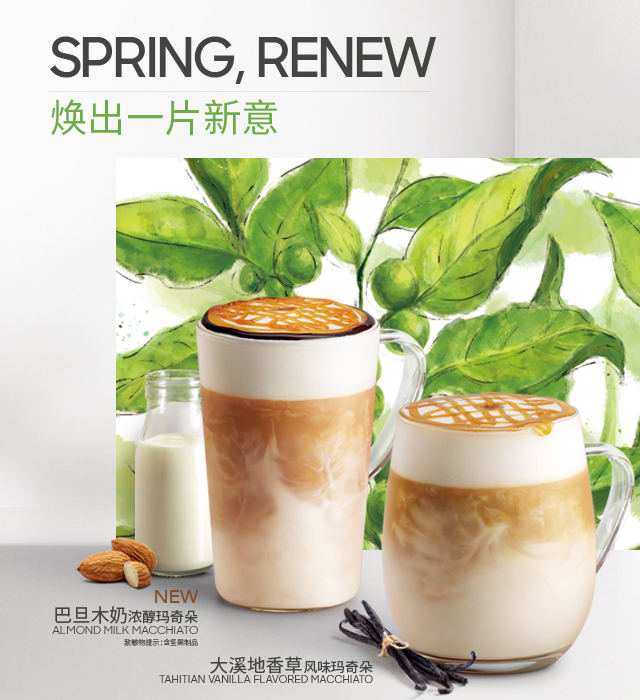 SPRING, RENEW
焕出一片新意
NEW
巴旦木奶浓醇玛奇朵
ALMOND MILK MACCHIATO
致敏物提示:含坚果制品
大溪地香草风味玛奇朵
TAHITIAN VANILLA FLAVORED MACCHIATO